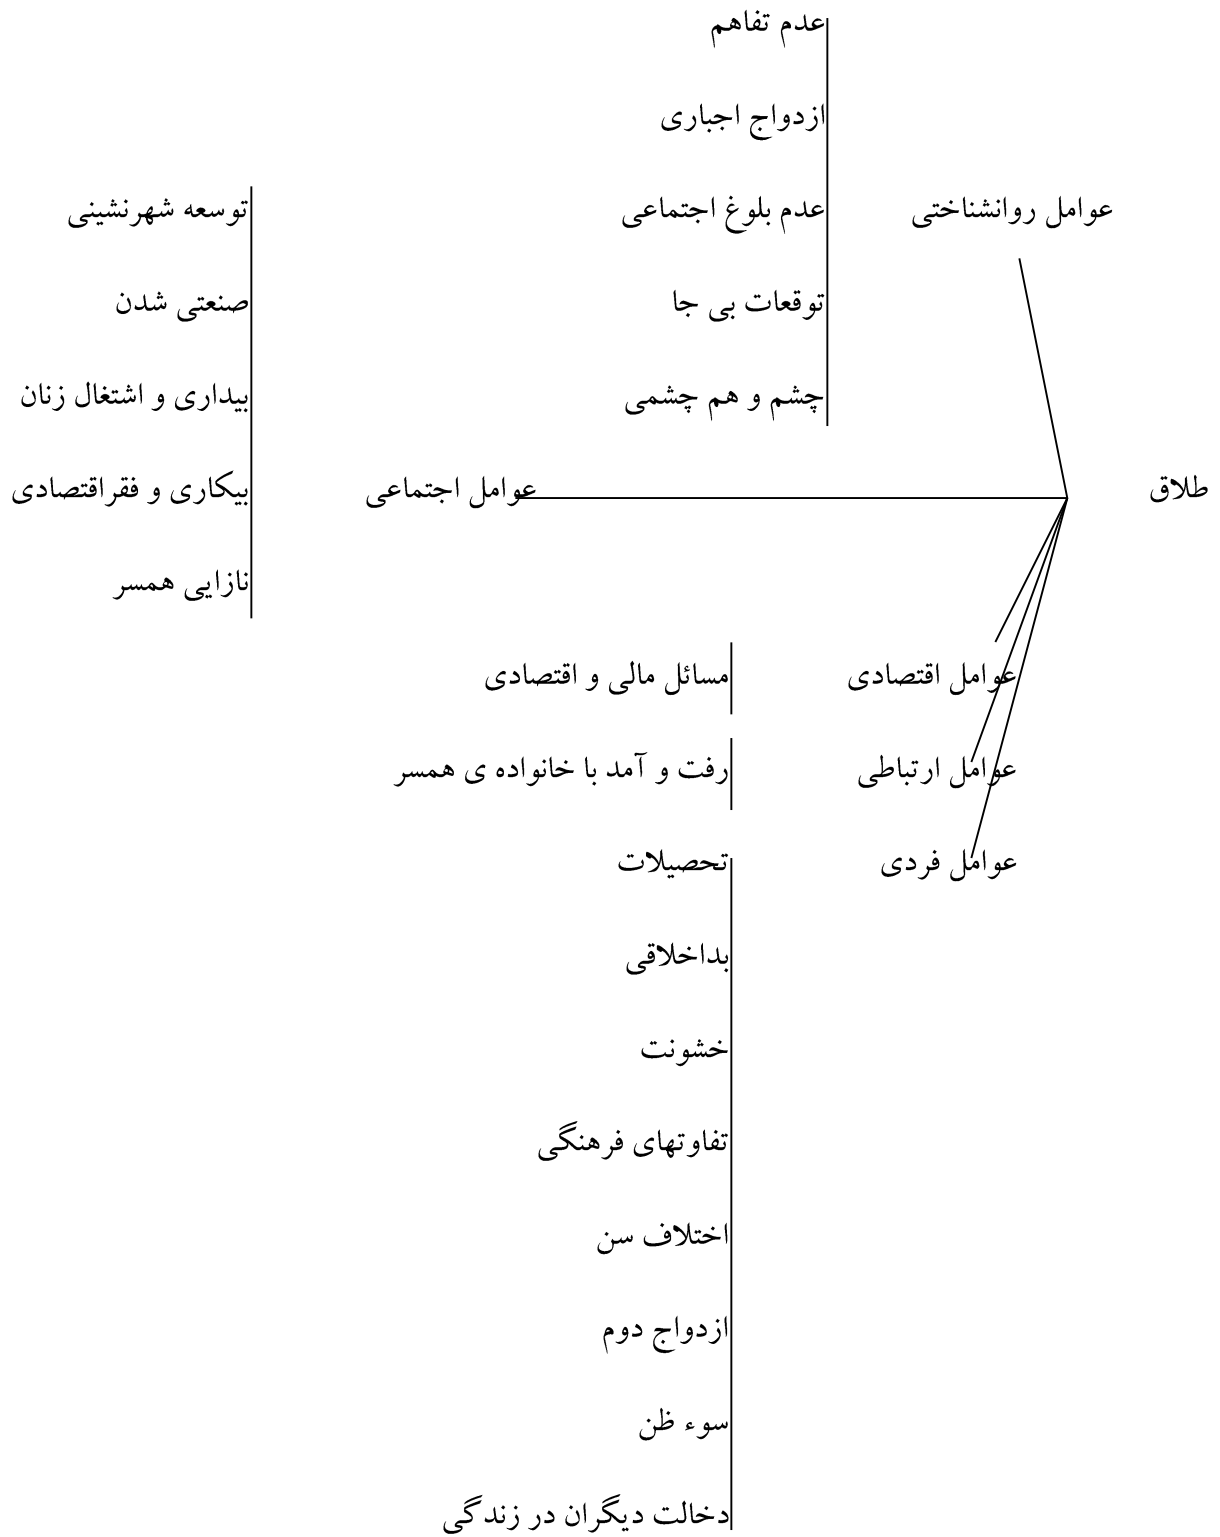 عدم تفاهم
ازدواج اجباری
عوامل روانشناختی
عدم بلوغ اجتماعی
توسعه شهرنشینی
توقعات بی جا
صنعتی شدن
چشم و هم چشمی
بیداری و اشتغال زنان
طلاق
عوامل اجتماعی
بیکاری و فقراقتصادی
نازایی همسر
عوامل اقتصادی
مسائل مالی و اقتصادی
عوامل ارتباطی
رفت و آمد با خانواده ی همسر
عوامل فردی
تحصیلات
بداخلاقی
خشونت
تفاوتهای فرهنگی
اختلاف سن
ازدواج دوم
سوء ظن
دخالت دیگران در زندگی